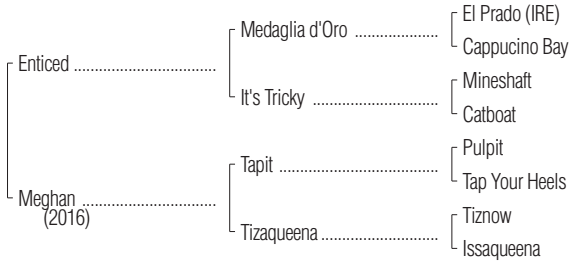 El Prado (IRE)
Medaglia d'Oro ....................
Cappucino Bay
Enticed ..................................
Mineshaft
It's Tricky ..............................
Catboat
Pulpit
Tapit ......................................
Tap Your Heels
Meghan .................................
(2016)
Tiznow
Tizaqueena .............................
Issaqueena